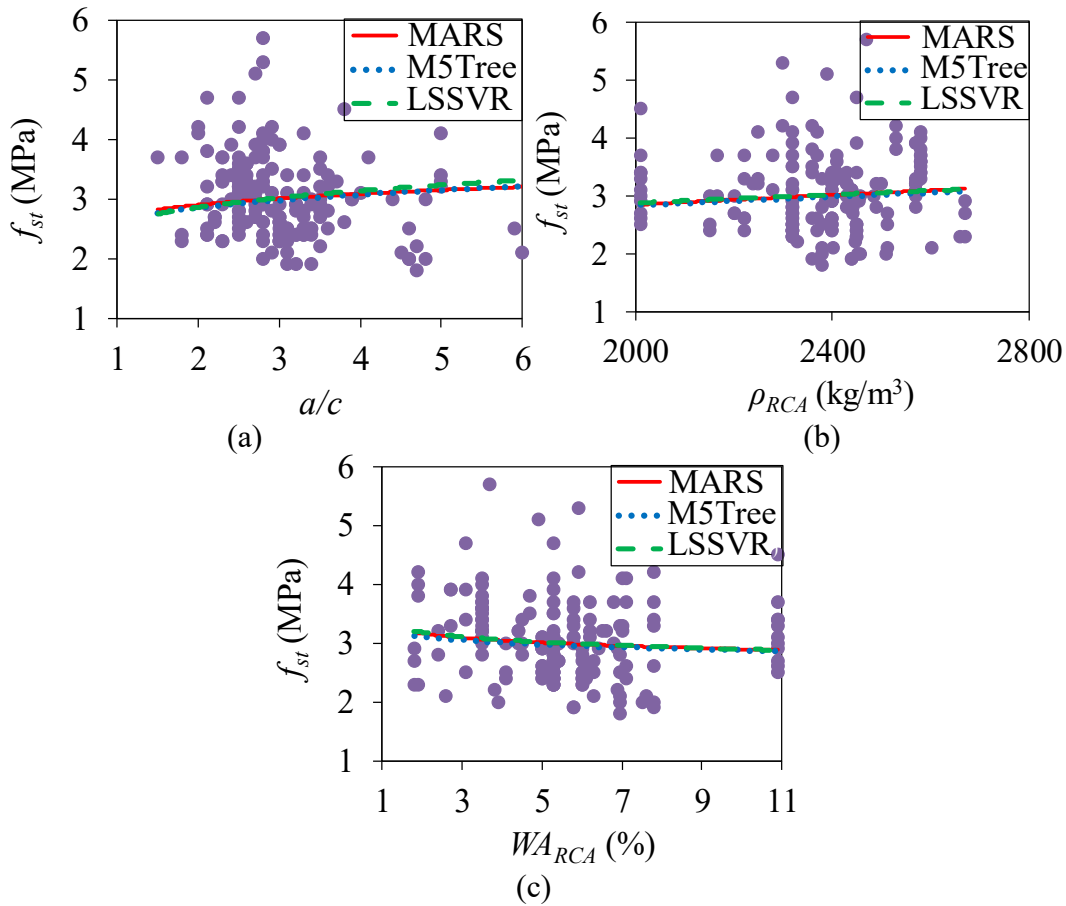 6
5
4
3
2
1
f_st (MPa)
MARS
M5Tree
LSSVR
1 2 3 4 5 6
a/c
(a)
6
5
4
3
2
1
f_st (MPa)
MARS
M5Tree
LSSVR
2000 2400 2800
ρ_RCA (kg/m³)
(b)
6
5
4
3
2
1
f_st (MPa)
MARS
M5Tree
LSSVR
1 3 5 7 9 11
WA_RCA (%)
(c)